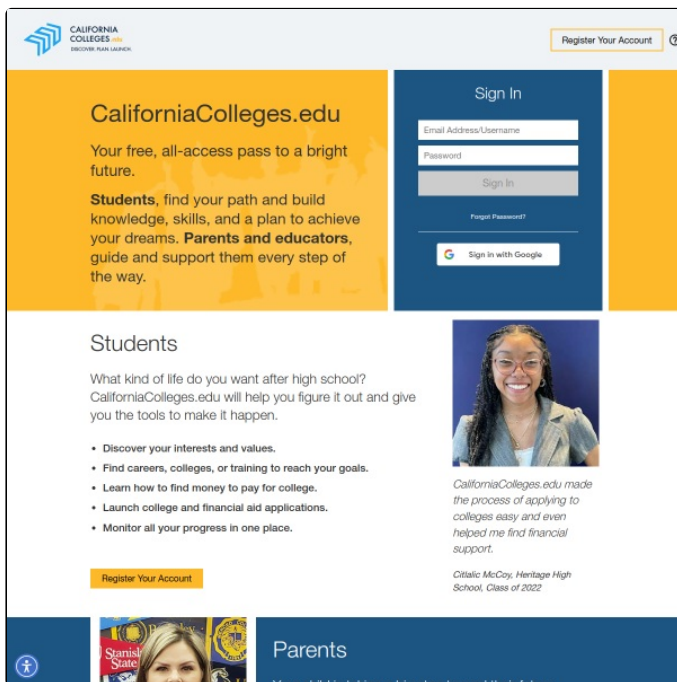 CALIFORNIA
COLLEGES.edu
DISCOVER. PLAN. LAUNCH.
Register Your Account
CaliforniaColleges.edu
Your free, all-access pass to a bright
future.
Students, find your path and build
knowledge, skills, and a plan to achieve
your dreams. Parents and educators,
guide and support them every step of
the way.
Sign In
Email Address/Username
Password
Sign In
Forgot Password?
Sign in with Google
Students
What kind of life do you want after high school?
CaliforniaColleges.edu will help you figure it out and give
you the tools to make it happen.
• Discover your interests and values.
• Find careers, colleges, or training to reach your goals.
• Learn how to find money to pay for college.
• Launch college and financial aid applications.
• Monitor all your progress in one place.
Register Your Account
CaliforniaColleges.edu made
the process of applying to
colleges easy and even
helped me find financial
support.
Citlalic McCoy, Heritage High
School, Class of 2022
State
Parents